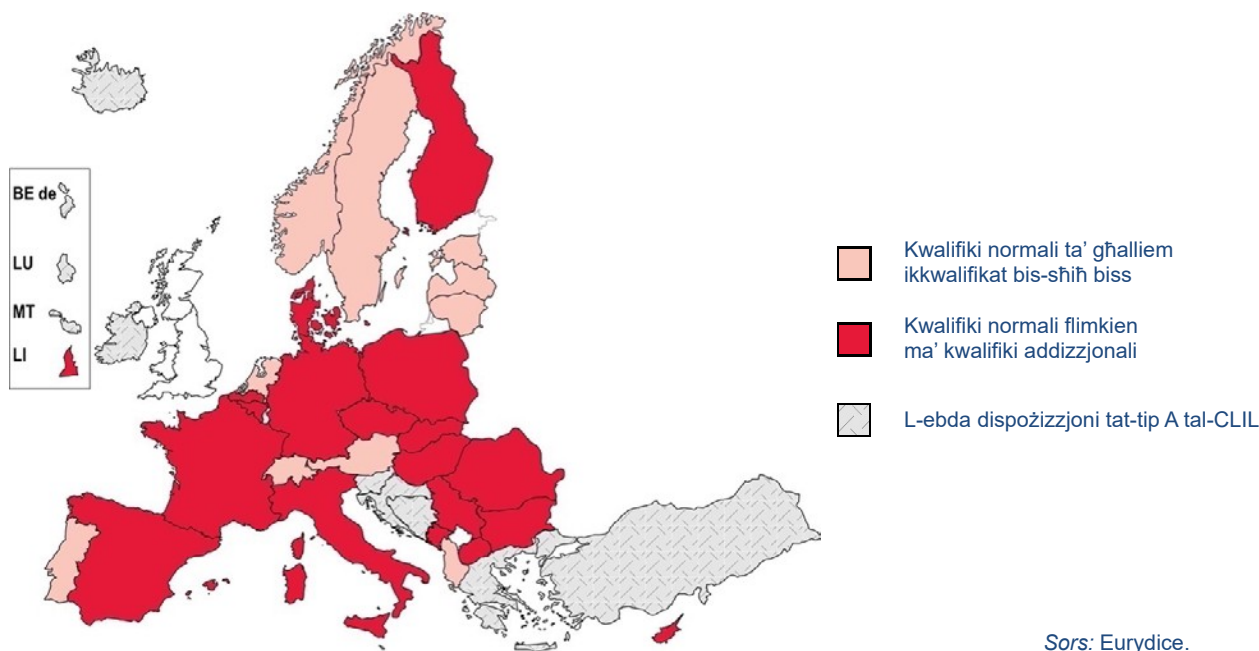 BE de
LU
MT
LI
Kwalifiki normali ta’ għalliem
ikkwalifikat bis-sħiħ biss
Kwalifiki normali flimkien
ma’ kwalifiki addizzjonali
L-ebda dispożizzjoni tat-tip A tal-CLIL
Sors: Eurydice.